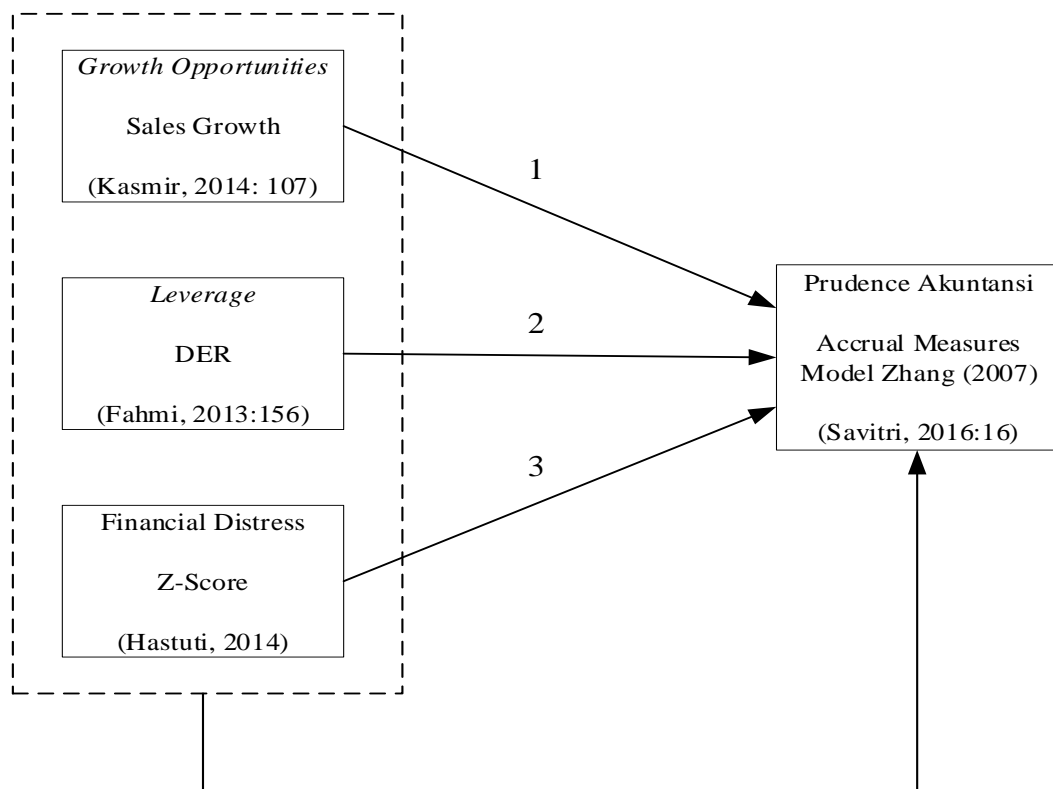 Growth Opportunities
Sales Growth
(Kasmir, 2014: 107)
1
Leverage
DER
(Fahmi, 2013:156)
2
Financial Distress
Z-Score
(Hastuti, 2014)
3
Prudence Akuntansi
Accrual Measures
Model Zhang (2007)
(Savitri, 2016:16)